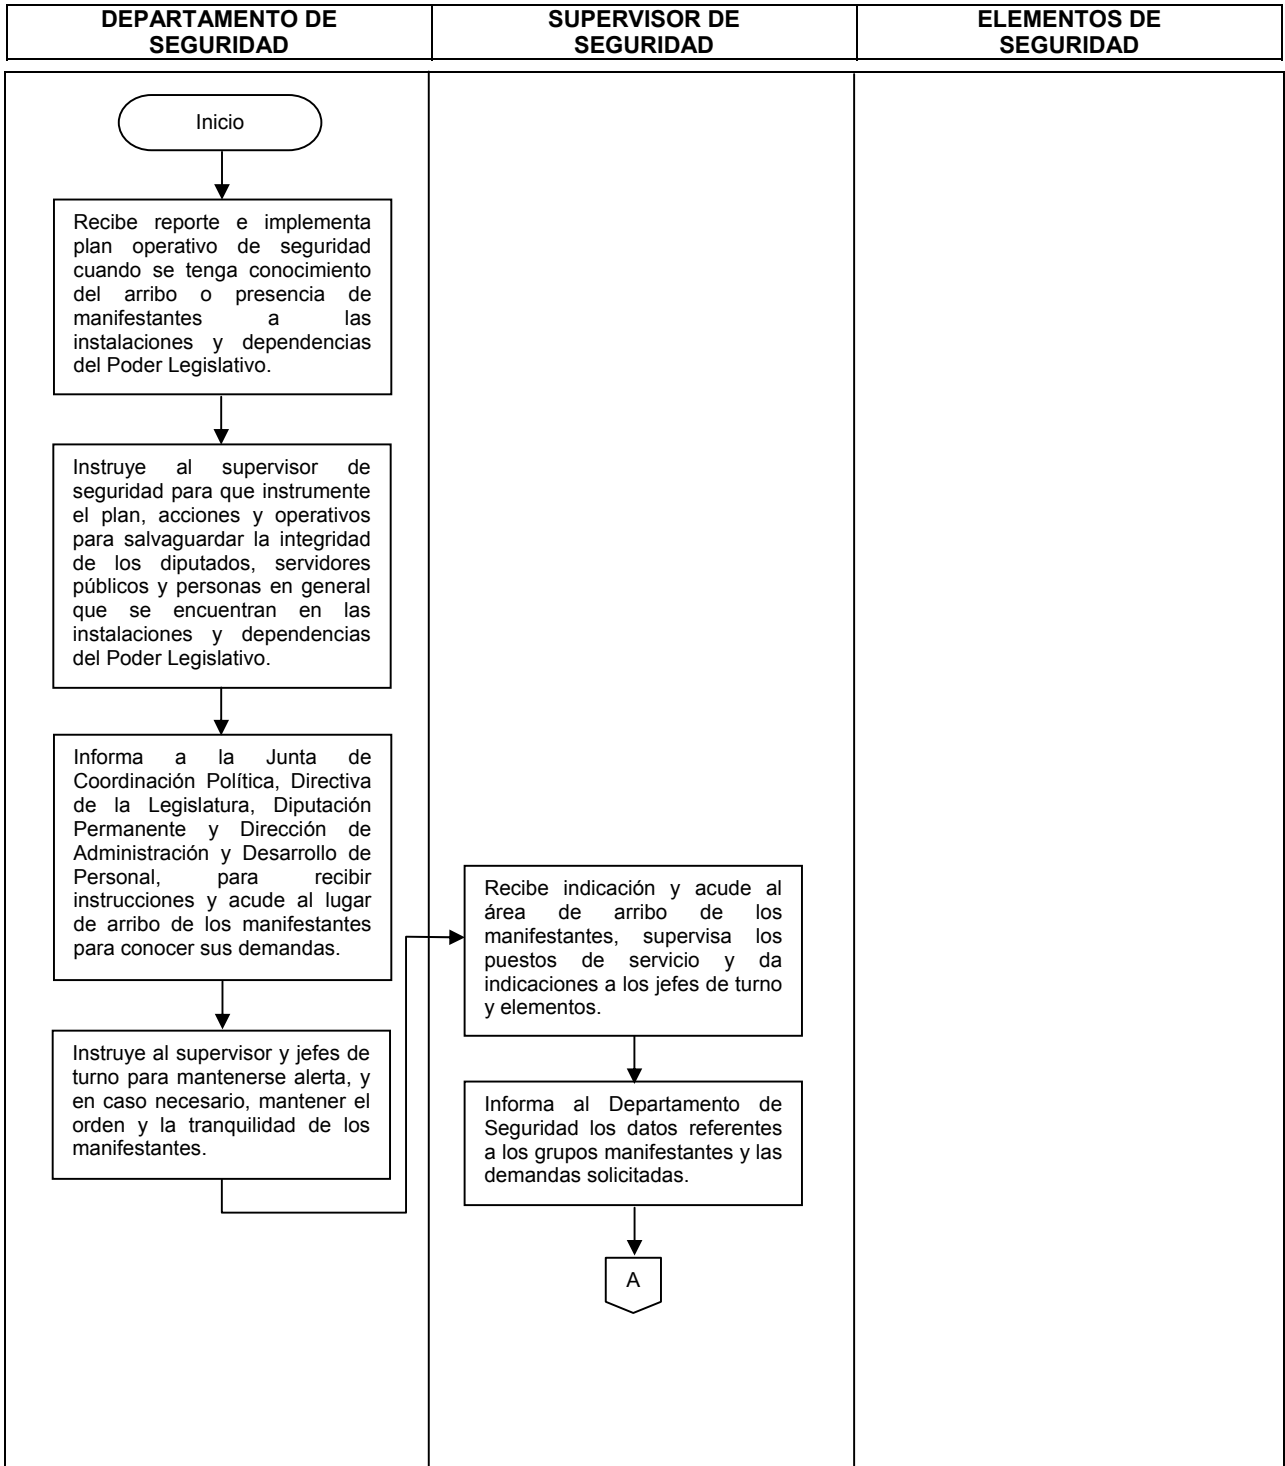 DEPARTAMENTO DE
SEGURIDAD
SUPERVISOR DE
SEGURIDAD
ELEMENTOS DE
SEGURIDAD
Inicio
Recibe reporte e implementa
plan operativo de seguridad
cuando se tenga conocimiento
del arribo o presencia de
manifestantes a las
instalaciones y dependencias
del Poder Legislativo.
Instruye al supervisor de
seguridad para que instrumente
el plan, acciones y operativos
para salvaguardar la integridad
de los diputados, servidores
públicos y personas en general
que se encuentran en las
instalaciones y dependencias
del Poder Legislativo.
Informa a la Junta de
Coordinación Política, Directiva
de la Legislatura, Diputación
Permanente y Dirección de
Administración y Desarrollo de
Personal, para recibir
instrucciones y acude al lugar
de arribo de los manifestantes
para conocer sus demandas.
Instruye al supervisor y jefes de
turno para mantenerse alerta, y
en caso necesario, mantener el
orden y la tranquilidad de los
manifestantes.
Recibe indicación y acude al
área de arribo de los
manifestantes, supervisa los
puestos de servicio y da
indicaciones a los jefes de turno
y elementos.
Informa al Departamento de
Seguridad los datos referentes
a los grupos manifestantes y las
demandas solicitadas.
A